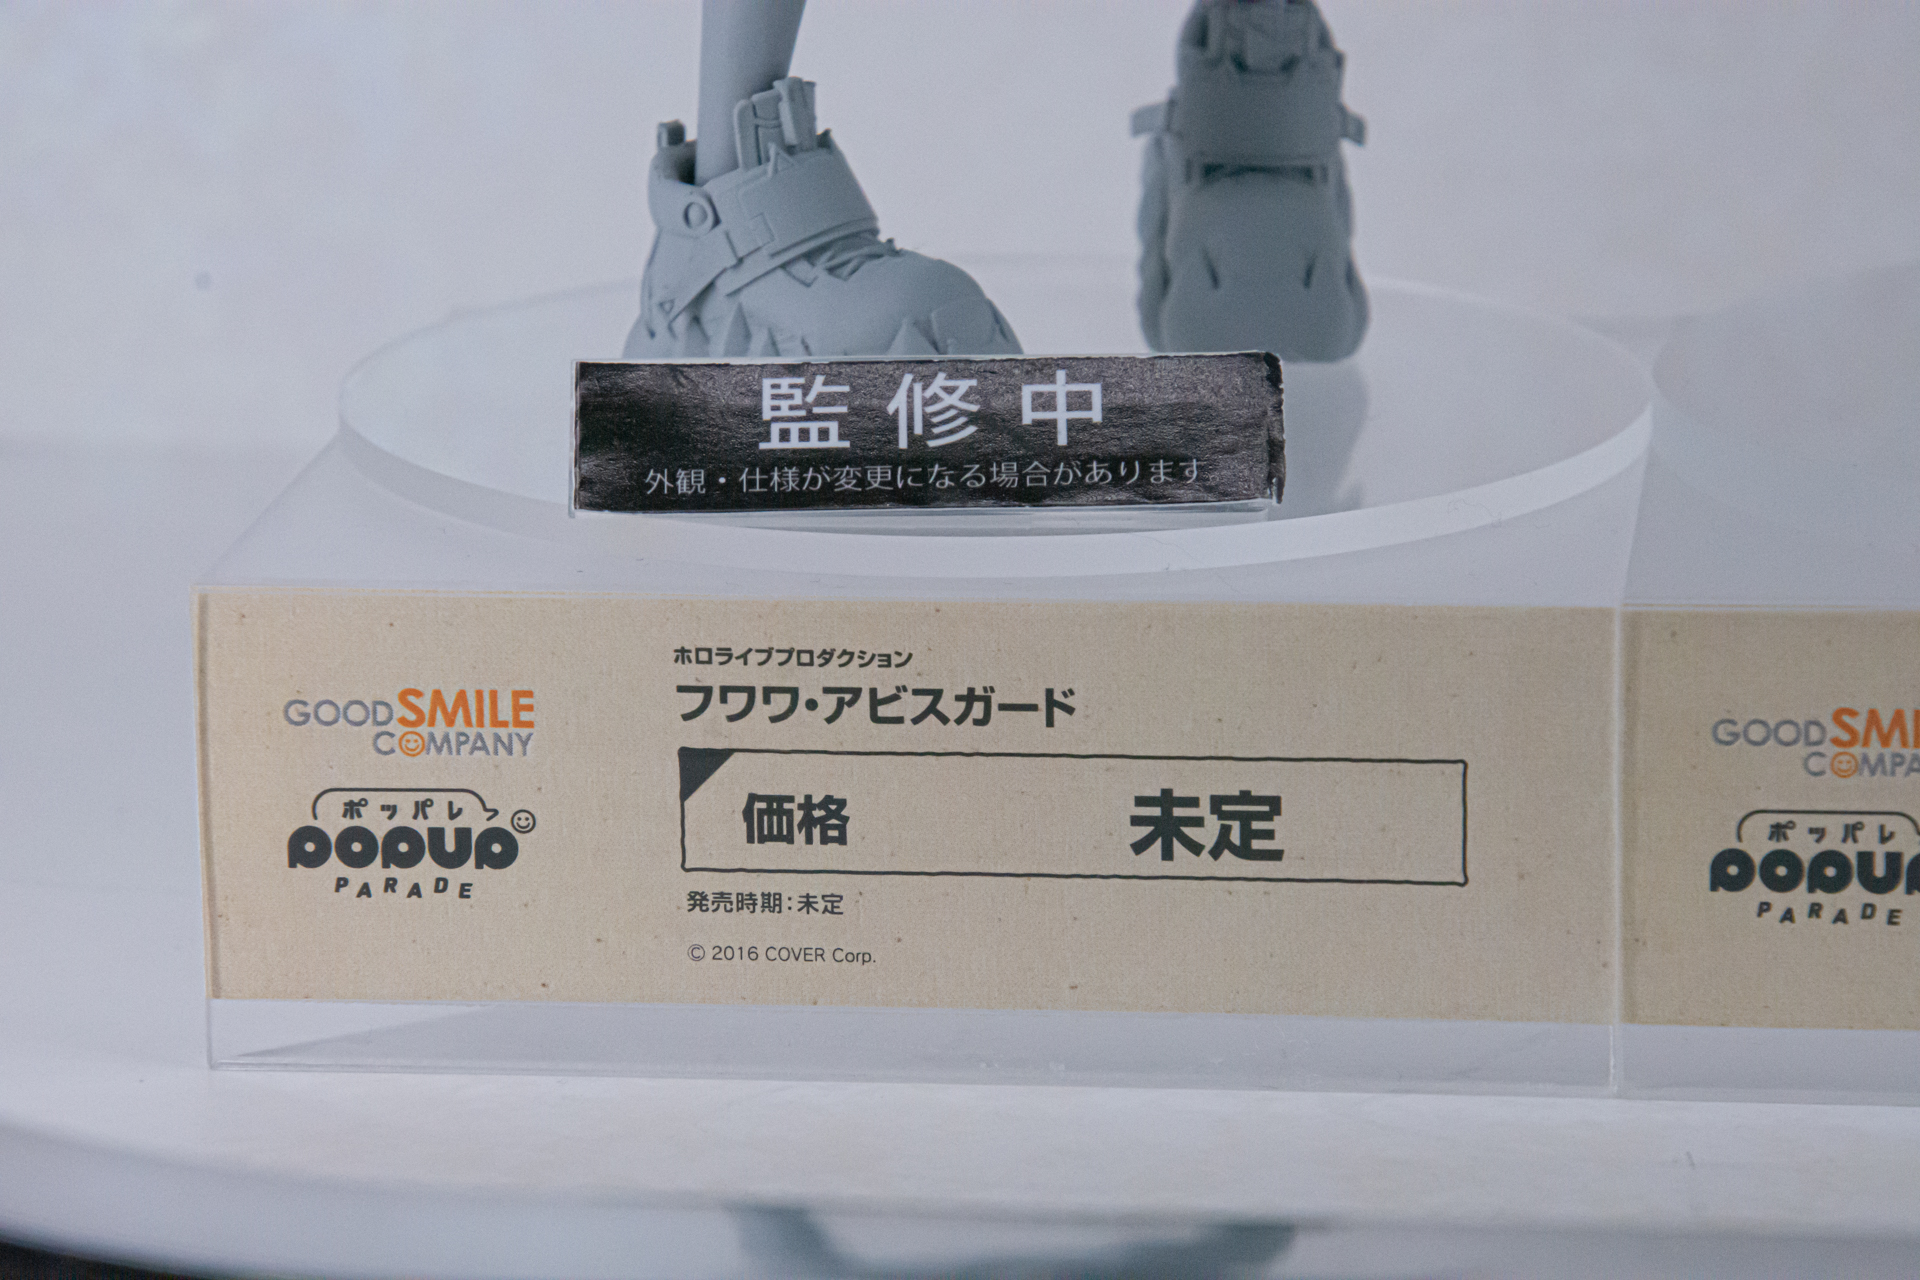 監修中
外観・仕様が変更になる場合があります。
GOOD SMILE
COMPANY
ポッパレ
POPUP
PARADE
ホロライブプロダクション
フワワ・アビスガード
価格 未定
発売時期：未定
© 2016 COVER Corp.
GOOD SMI
COMPA
ポッパレ
POPUP
PARADE